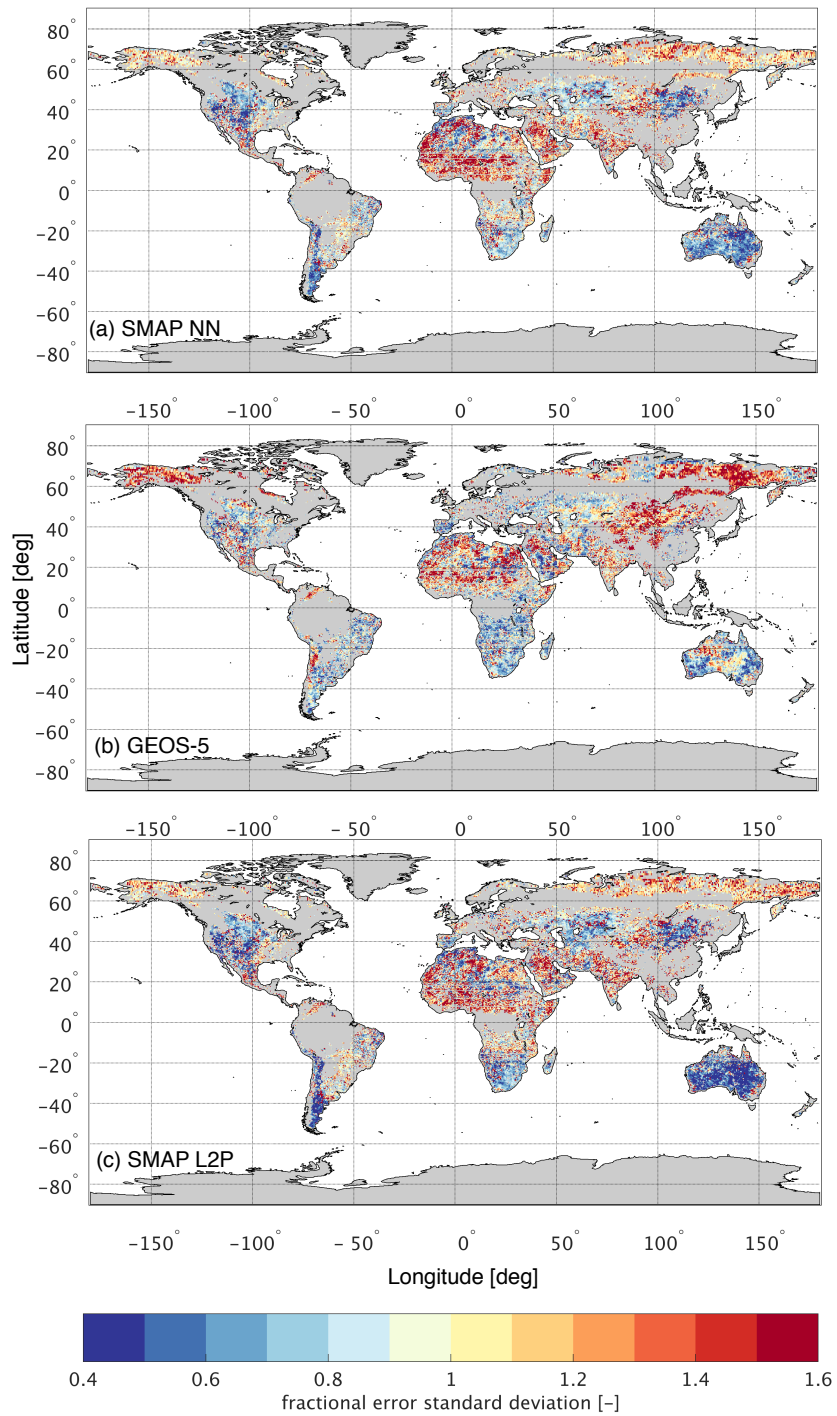 80°
60°
40°
20°
0°
−20°
−40°
−60°
−80°
(a) SMAP NN
−150° −100° −50° 0° 50° 100° 150°
80°
60°
40°
20°
0°
−20°
−40°
−60°
−80°
Latitude [deg]
(b) GEOS-5
−150° −100° −50° 0° 50° 100° 150°
80°
60°
40°
20°
0°
−20°
−40°
−60°
−80°
(c) SMAP L2P
−150° −100° −50° 0° 50° 100° 150°
Longitude [deg]
0.4 0.6 0.8 1 1.2 1.4 1.6
fractional error standard deviation [−]